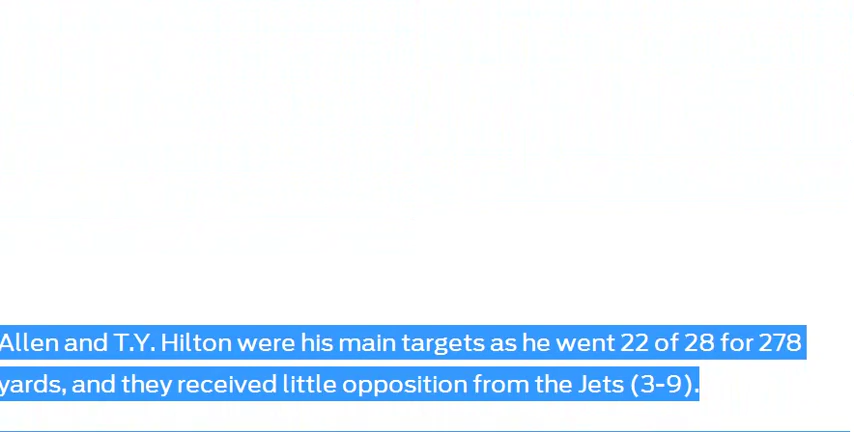 Allen and T.Y. Hilton were his main targets as he went 22 of 28 for 278
yards, and they received little opposition from the Jets (3-9).